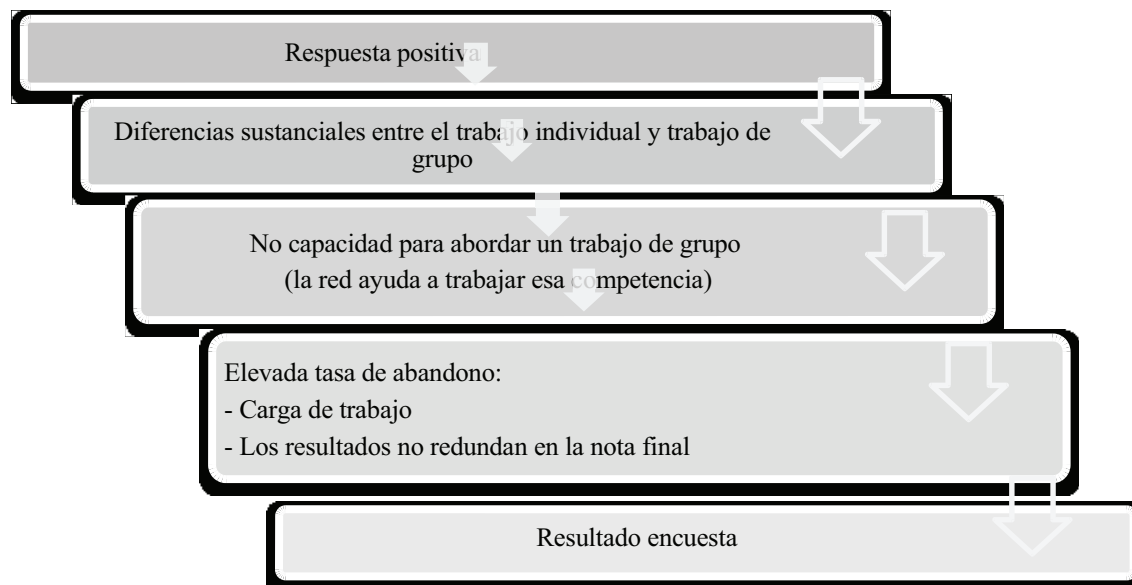 Respuesta positiva
Diferencias sustanciales entre el trabajo individual y trabajo de
grupo
No capacidad para abordar un trabajo de grupo
(la red ayuda a trabajar esa competencia)
Elevada tasa de abandono:
- Carga de trabajo
- Los resultados no redundan en la nota final
Resultado encuesta